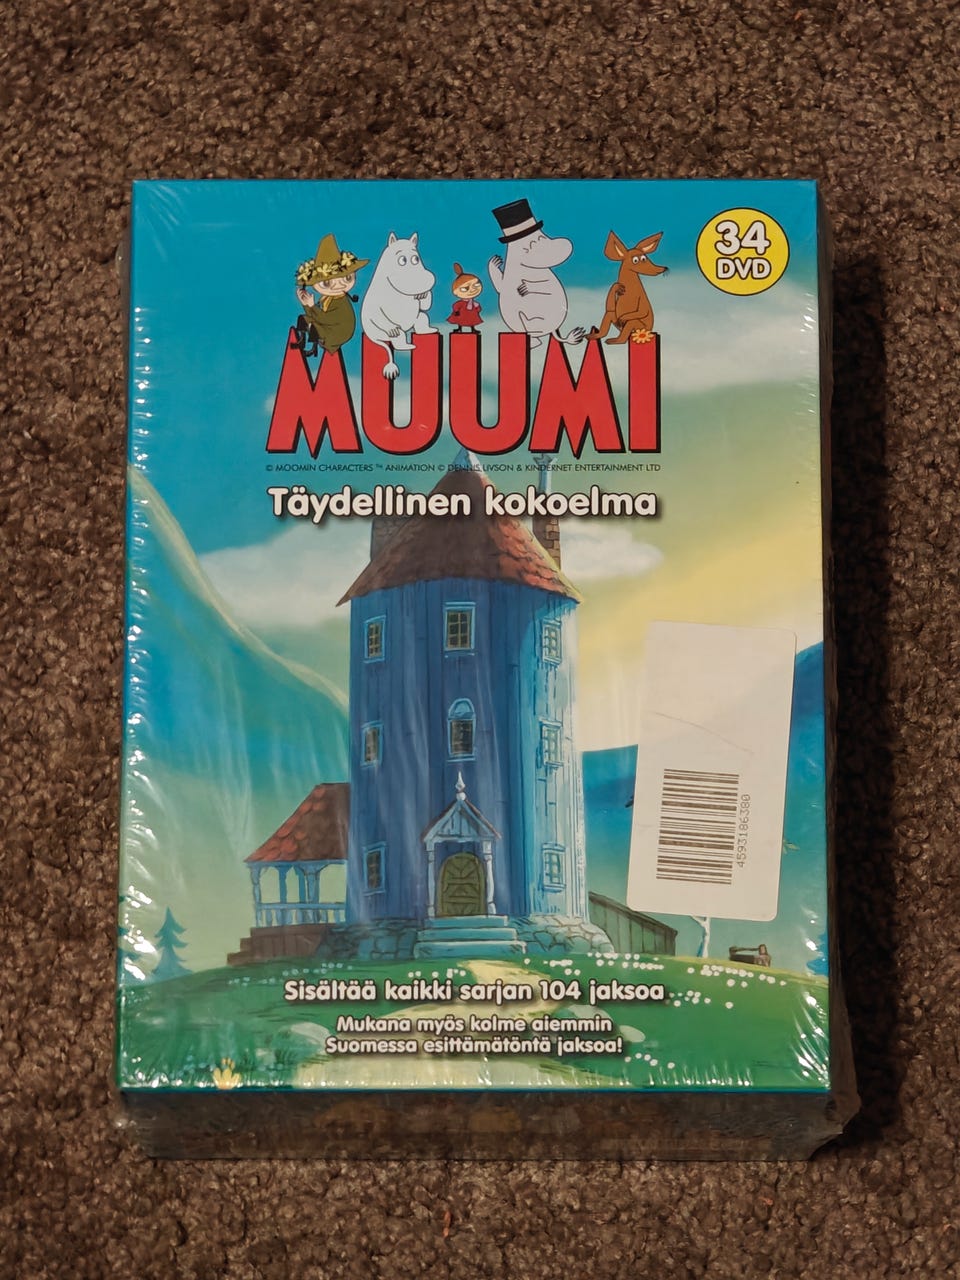 34
DVD
MUUMI
© MOOMIN CHARACTERS ™ ANIMATION © DENNIS LIVSON & KINDERNET ENTERTAINMENT LTD
Täydellinen kokoelma
4593186380
Sisältää kaikki sarjan 104 jaksoa
Mukana myös kolme aiemmin
Suomessa esittämätöntä jaksoa!